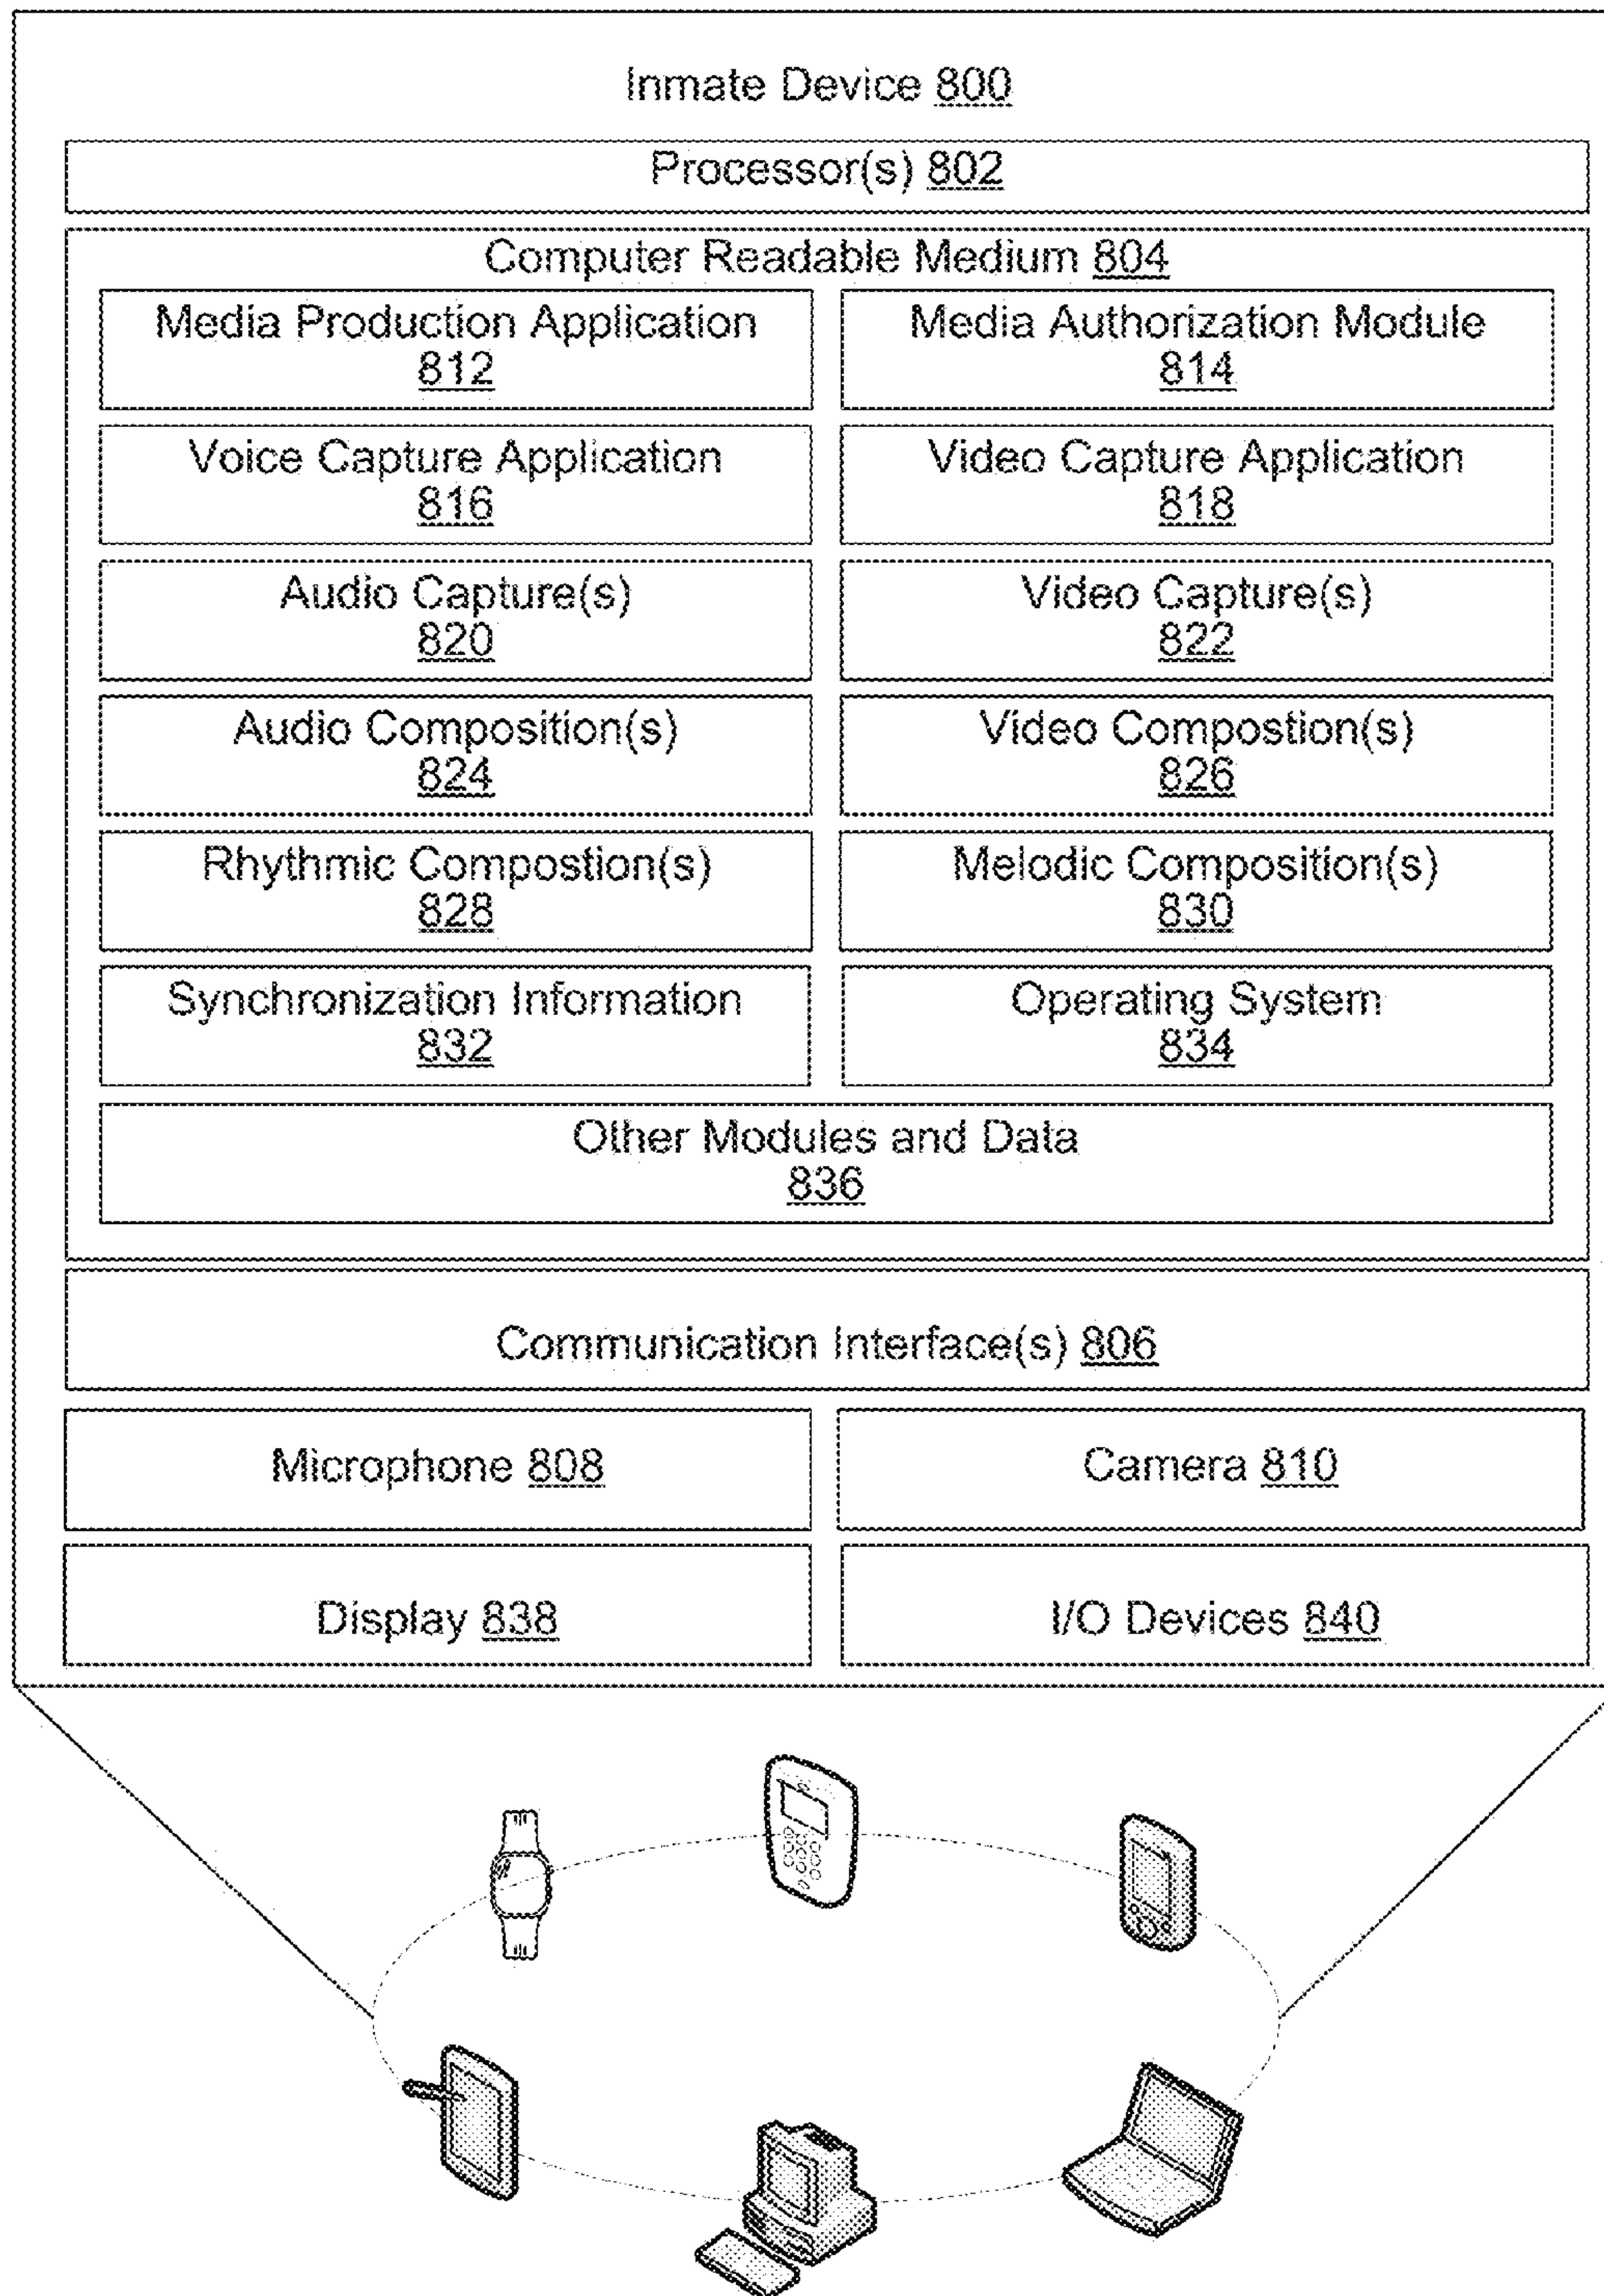 Inmate Device 800
Processor(s) 802
Computer Readable Medium 804
Media Production Application
812
Media Authorization Module
814
Voice Capture Application
816
Video Capture Application
818
Audio Capture(s)
820
Video Capture(s)
822
Audio Composition(s)
824
Video Compostion(s)
826
Rhythmic Compostion(s)
828
Melodic Composition(s)
830
Synchronization Information
832
Operating System
834
Other Modules and Data
836
Communication Interface(s) 806
Microphone 808
Camera 810
Display 838
I/O Devices 840